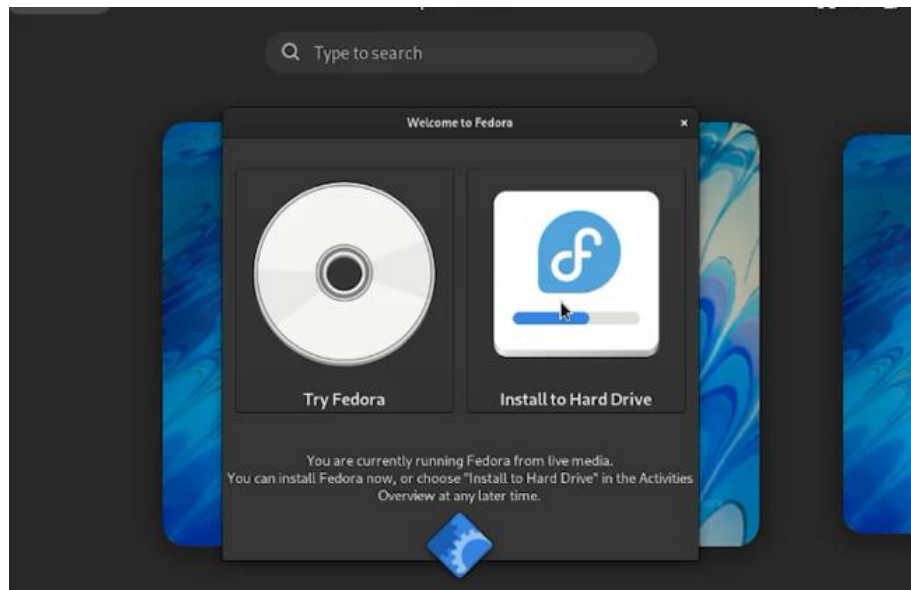 Type to search
Welcome to Fedora
Try Fedora
Install to Hard Drive
You are currently running Fedora from live media.
You can install Fedora now, or choose "Install to Hard Drive" in the Activities
Overview at any later time.